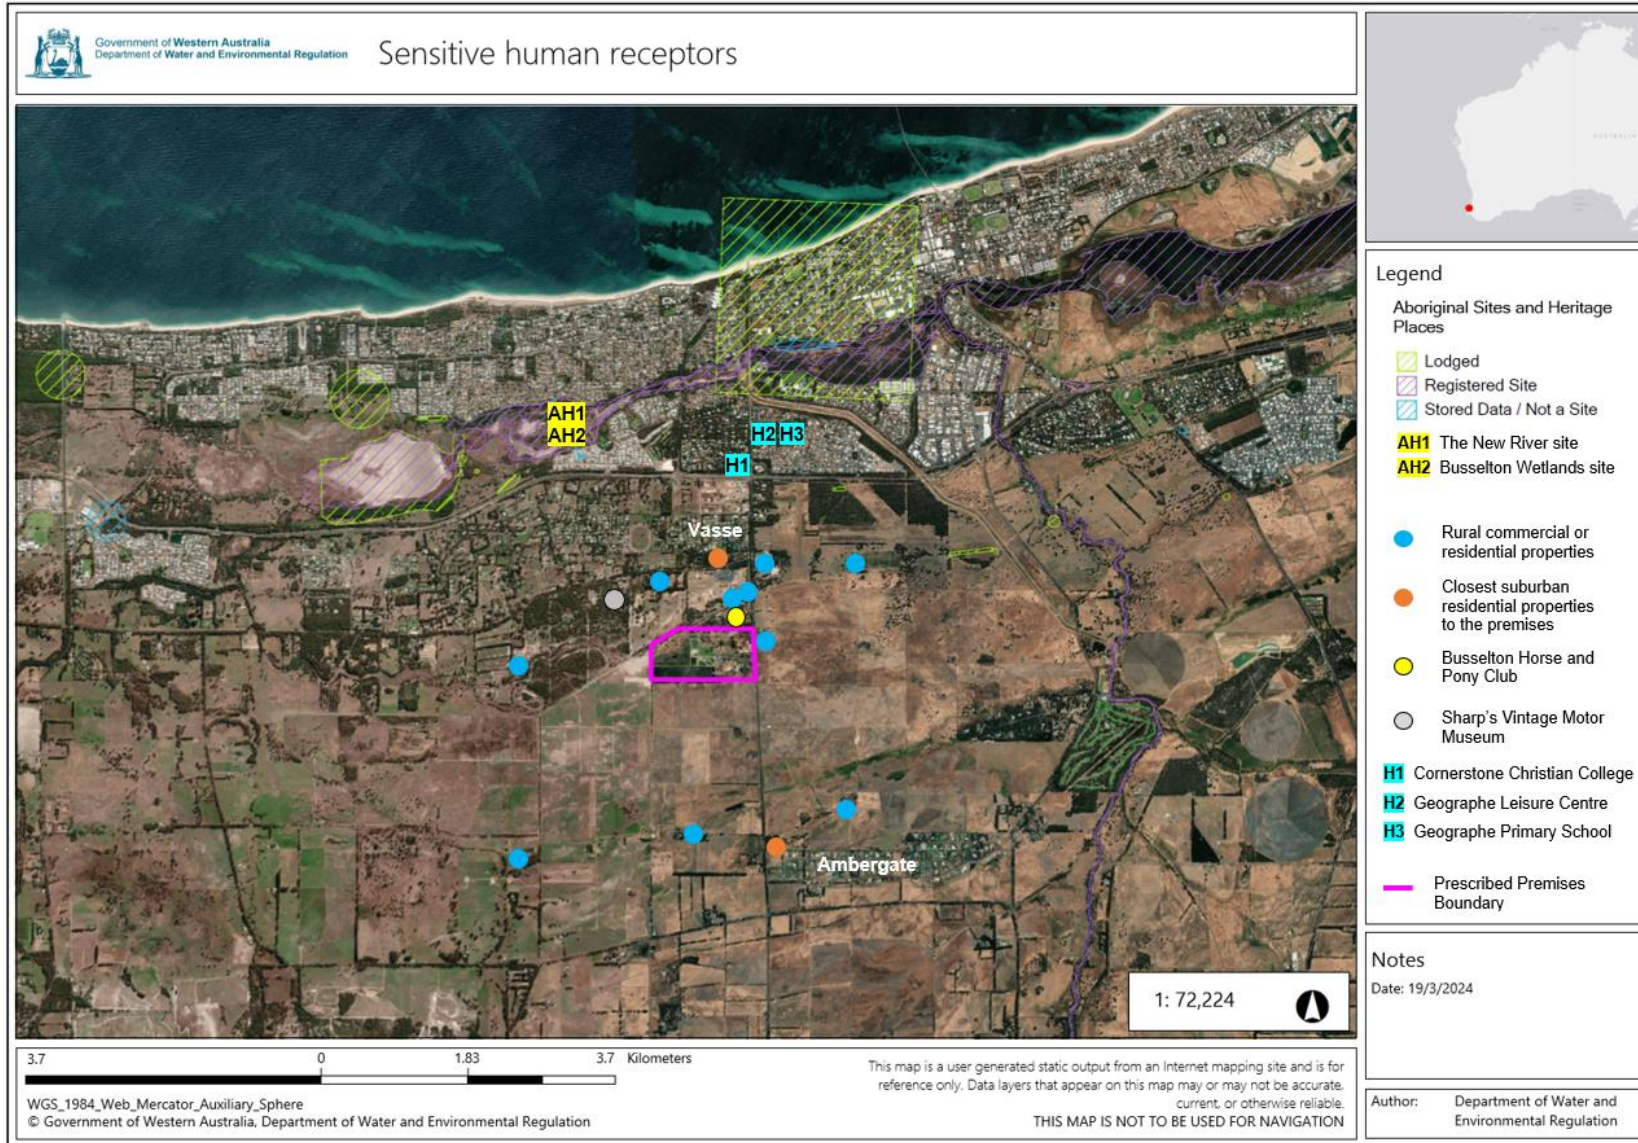 Government of Western Australia
Department of Water and Environmental Regulation
Sensitive human receptors
AH1
AH2
H2 H3
H1
Vasse
Ambergate
1: 72,224
Legend
Aboriginal Sites and Heritage
Places
Lodged
Registered Site
Stored Data / Not a Site
AH1 The New River site
AH2 Busselton Wetlands site
Rural commercial or
residential properties
Closest suburban
residential properties
to the premises
Busselton Horse and
Pony Club
Sharp's Vintage Motor
Museum
H1 Cornerstone Christian College
H2 Geographe Leisure Centre
H3 Geographe Primary School
Prescribed Premises
Boundary
Notes
Date: 19/3/2024
3.7 0 1.83 3.7 Kilometers
WGS_1984_Web_Mercator_Auxiliary_Sphere
© Government of Western Australia, Department of Water and Environmental Regulation
This map is a user generated static output from an Internet mapping site and is for
reference only. Data layers that appear on this map may or may not be accurate,
current, or otherwise reliable.
THIS MAP IS NOT TO BE USED FOR NAVIGATION
Author: Department of Water and
Environmental Regulation